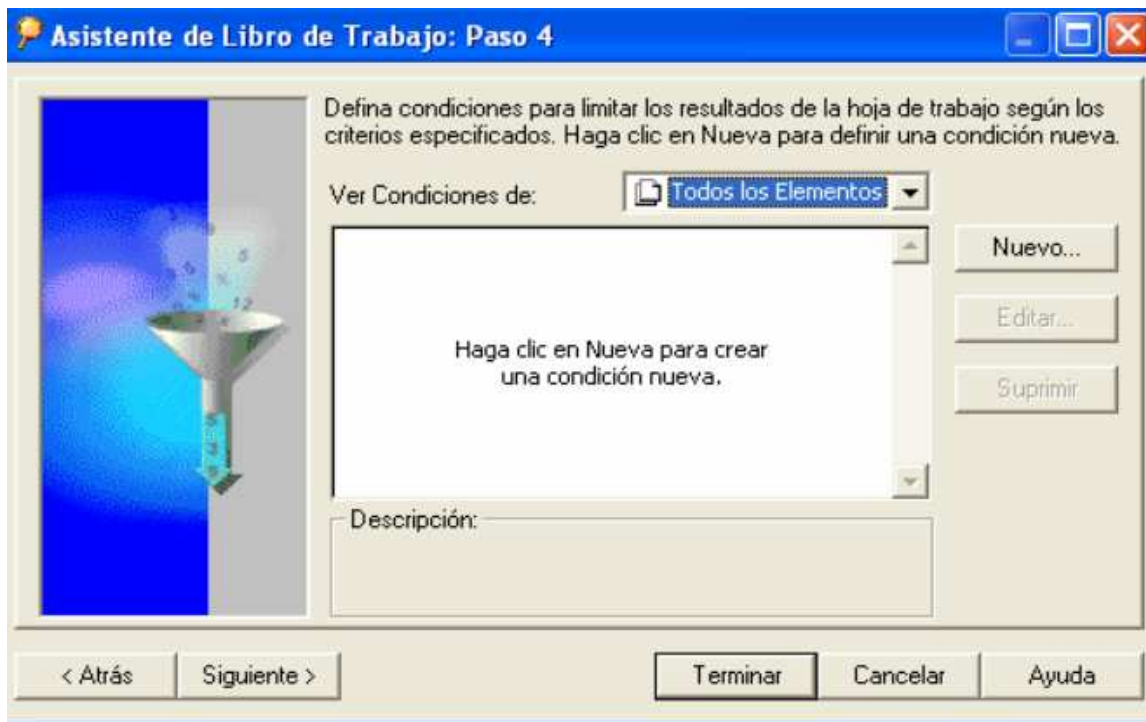 Asistente de Libro de Trabajo: Paso 4
Defina condiciones para limitar los resultados de la hoja de trabajo según los
criterios especificados. Haga clic en Nueva para definir una condición nueva.
Ver Condiciones de:
Todos los Elementos
Nuevo...
Haga clic en Nueva para crear
una condición nueva.
Editar...
Suprimir
Descripción:
< Atrás
Siguiente >
Terminar
Cancelar
Ayuda